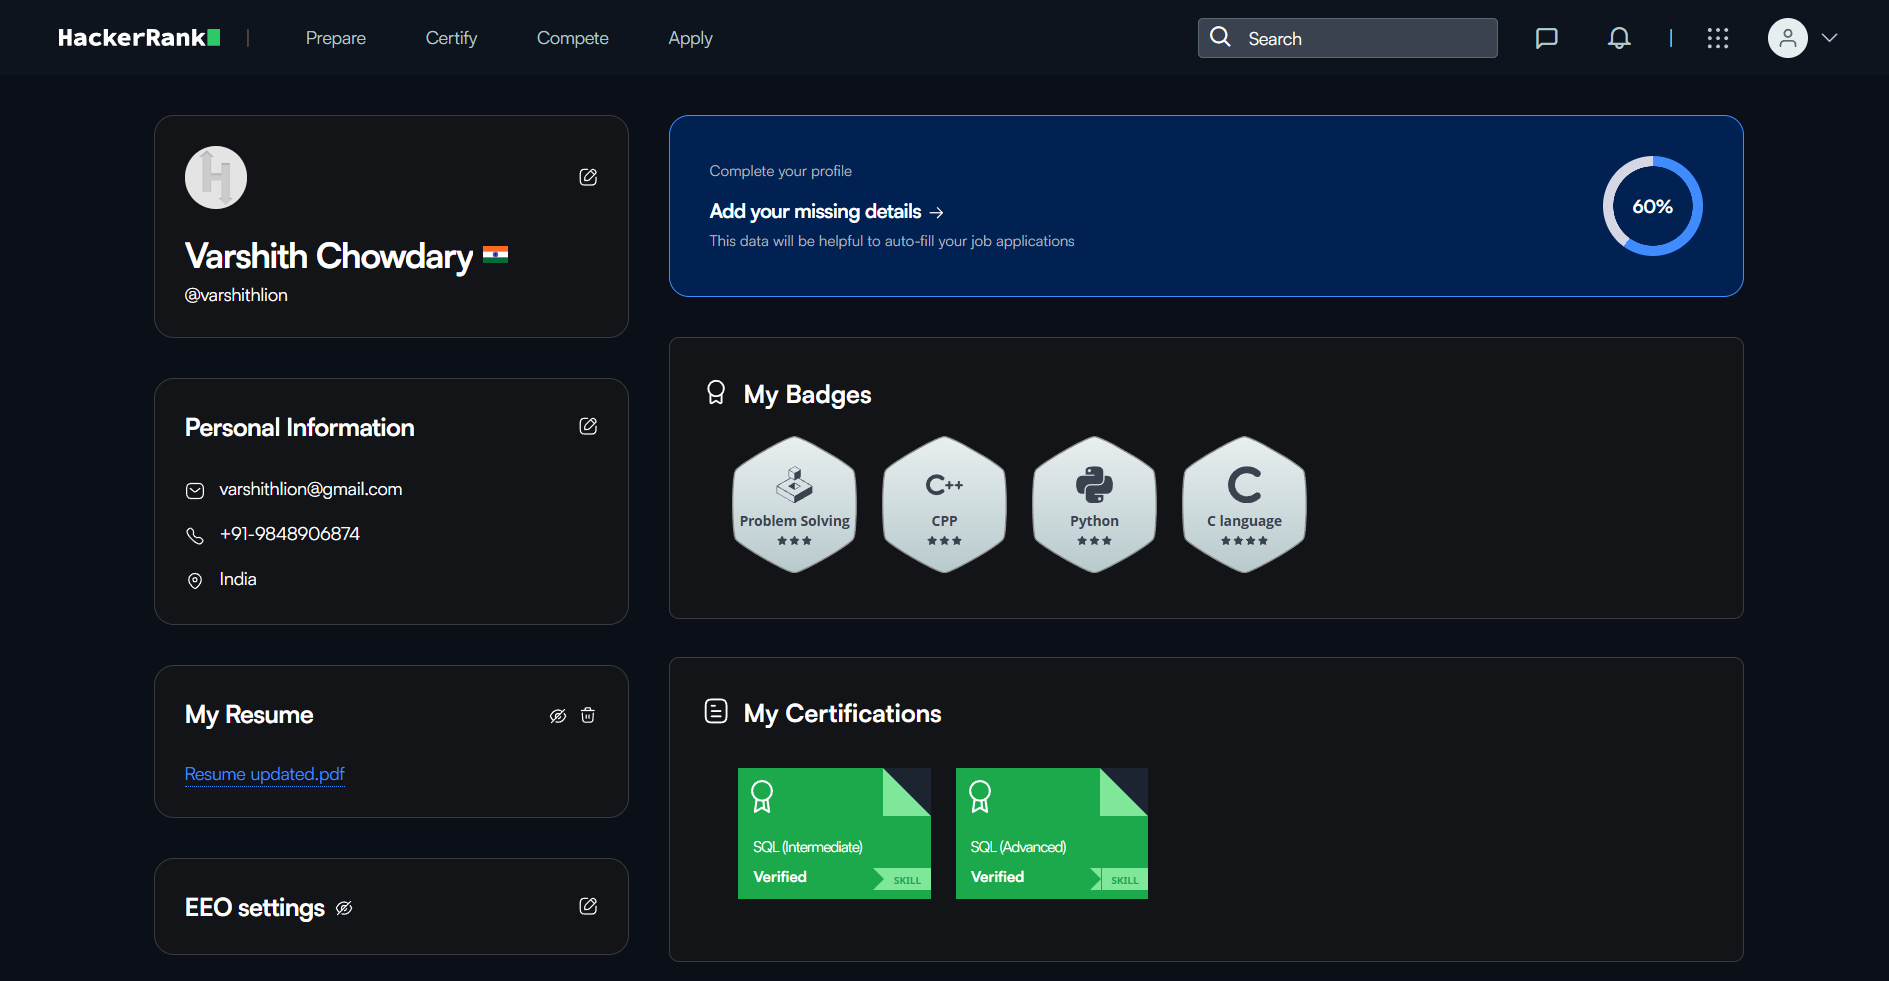 HackerRank
Prepare
Certify
Compete
Apply
Search
Varshith Chowdary
@varshithlion
Personal Information
varshithlion@gmail.com
+91-9848906874
India
My Resume
Resume updated.pdf
EEO settings
Complete your profile
Add your missing details →
This data will be helpful to auto-fill your job applications
60%
My Badges
Problem Solving
C++
CPP
Python
C
C language
My Certifications
SQL (Intermediate)
Verified
SKILL
SQL (Advanced)
Verified
SKILL